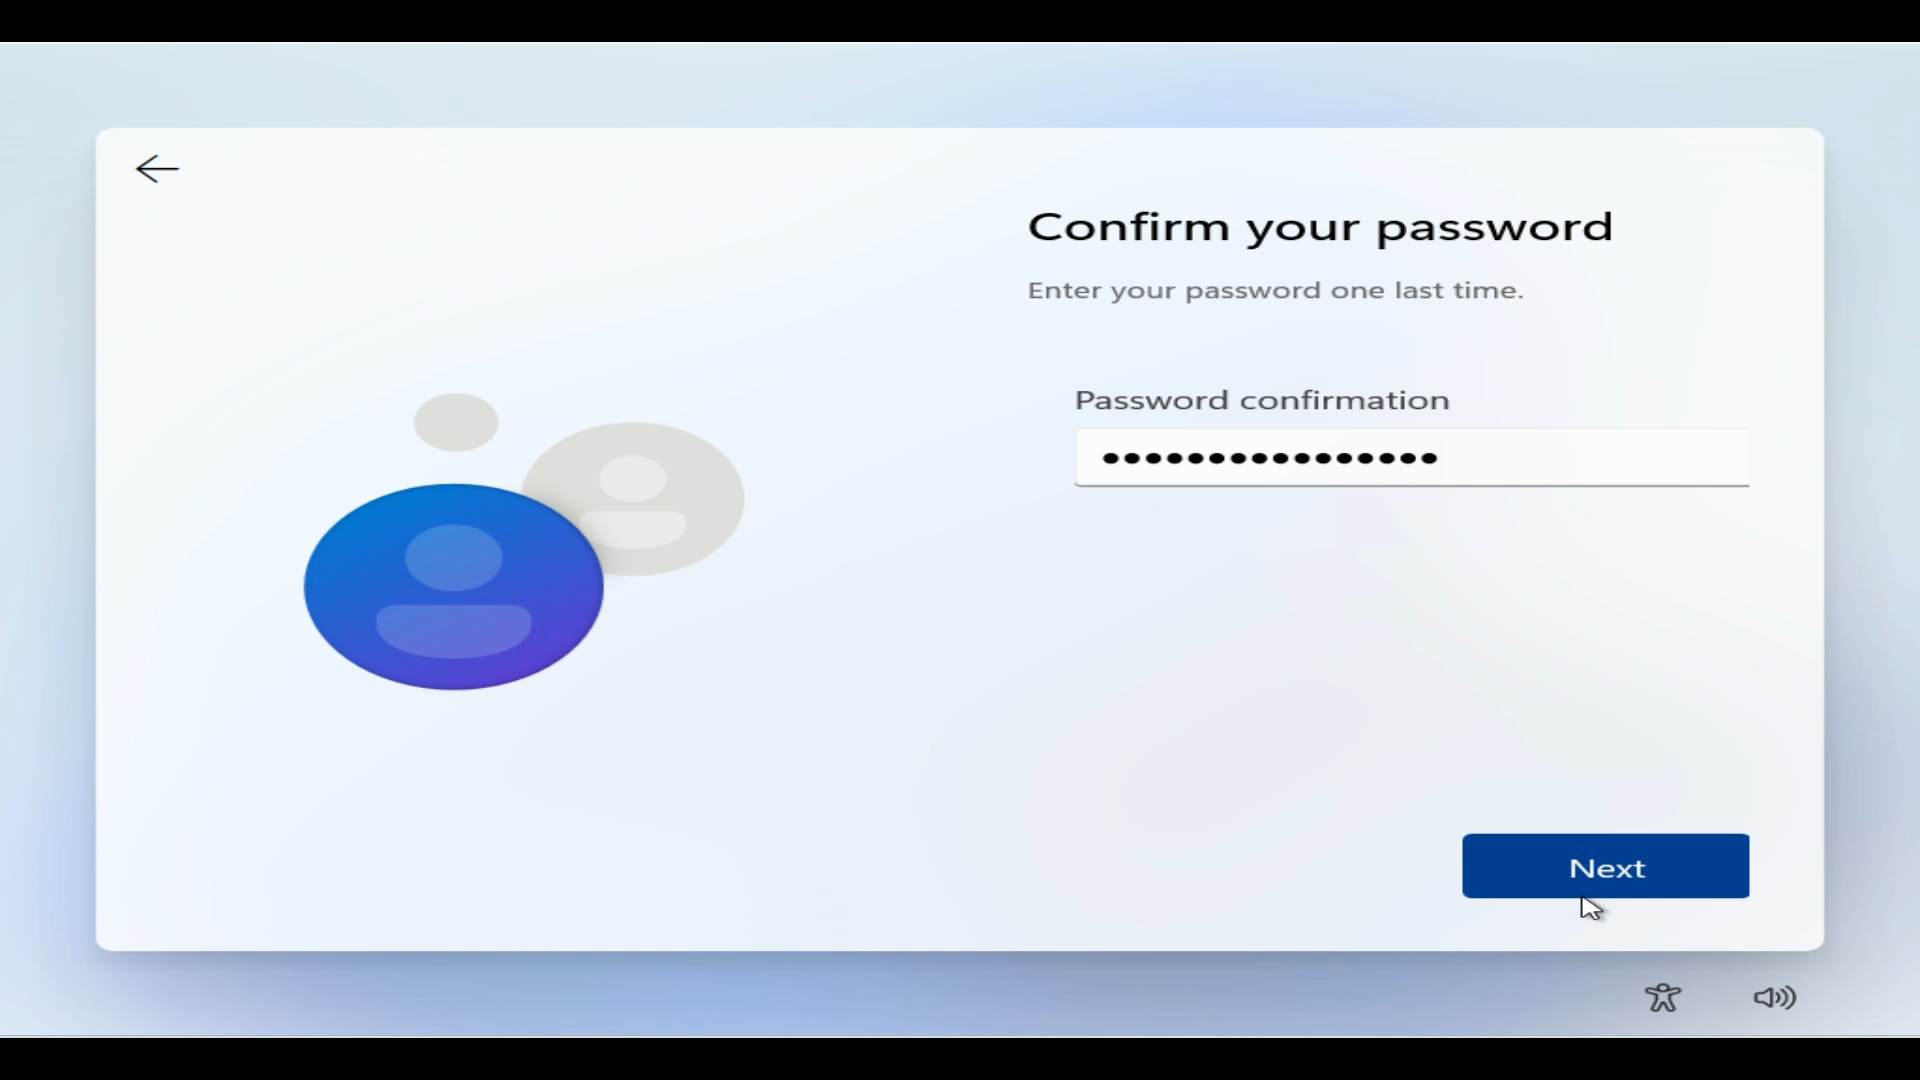 Confirm your password
Enter your password one last time.
Password confirmation
●●●●●●●●●●●●●●●●
Next